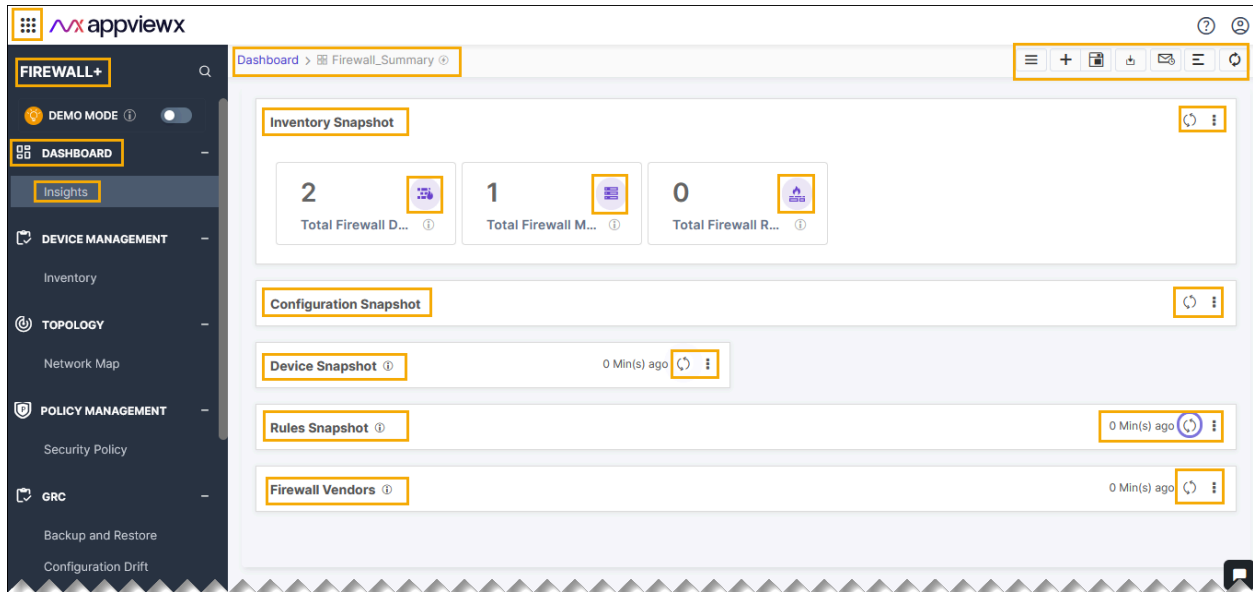 appviewx
FIREWALL+
DEMO MODE
DASHBOARD
Insights
DEVICE MANAGEMENT
Inventory
TOPOLOGY
Network Map
POLICY MANAGEMENT
Security Policy
GRC
Backup and Restore
Configuration Drift
Dashboard > Firewall_Summary
Inventory Snapshot
2
Total Firewall D...
1
Total Firewall M...
0
Total Firewall R...
Configuration Snapshot
Device Snapshot 0 Min(s) ago
Rules Snapshot 0 Min(s) ago
Firewall Vendors 0 Min(s) ago